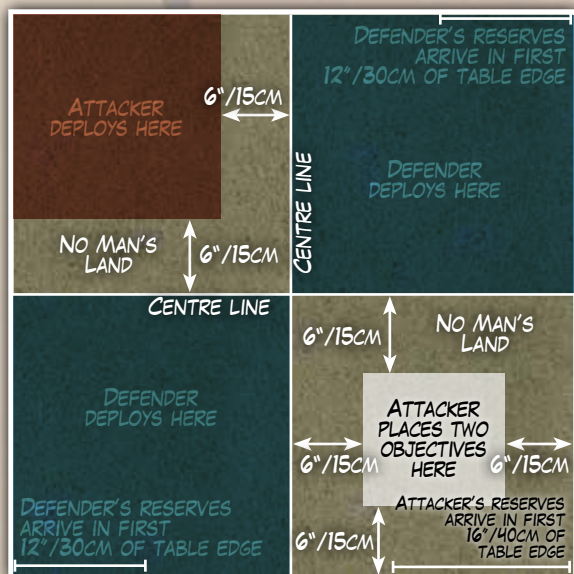 DEFENDER'S RESERVES
ARRIVE IN FIRST
12"/30CM OF TABLE EDGE
ATTACKER
DEPLOYS HERE
6"/15CM
CENTRE LINE
DEFENDER
DEPLOYS HERE
NO MAN'S
LAND
6"/15CM
CENTRE LINE
6"/15CM
NO MAN'S
LAND
DEFENDER
DEPLOYS HERE
ATTACKER
PLACES TWO
OBJECTIVES
HERE
6"/15CM
6"/15CM
DEFENDER'S RESERVES
ARRIVE IN FIRST
12"/30CM OF
TABLE EDGE
6"/15CM
ATTACKER'S RESERVES
ARRIVE IN FIRST
16"/40CM OF
TABLE EDGE